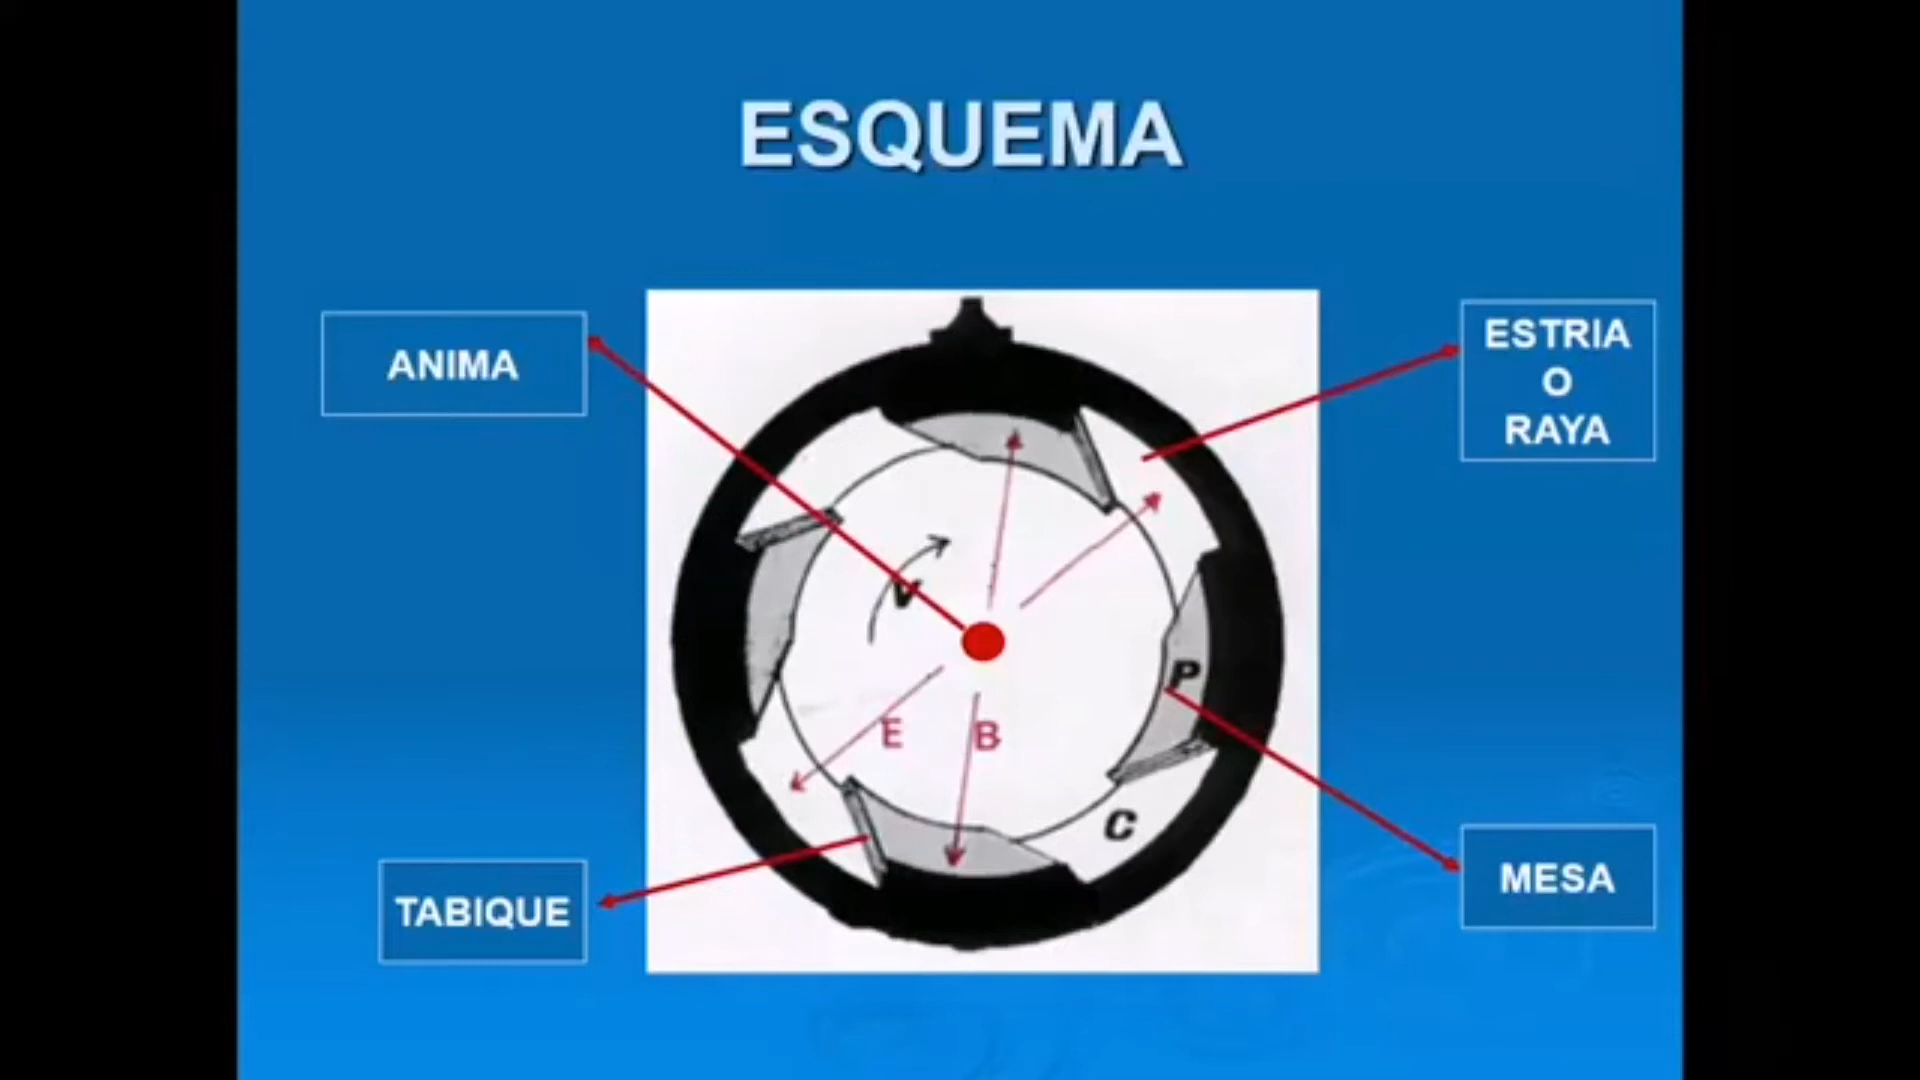 ESQUEMA
ANIMA
ESTRIA
O
RAYA
V
P
E
B
C
TABIQUE
MESA